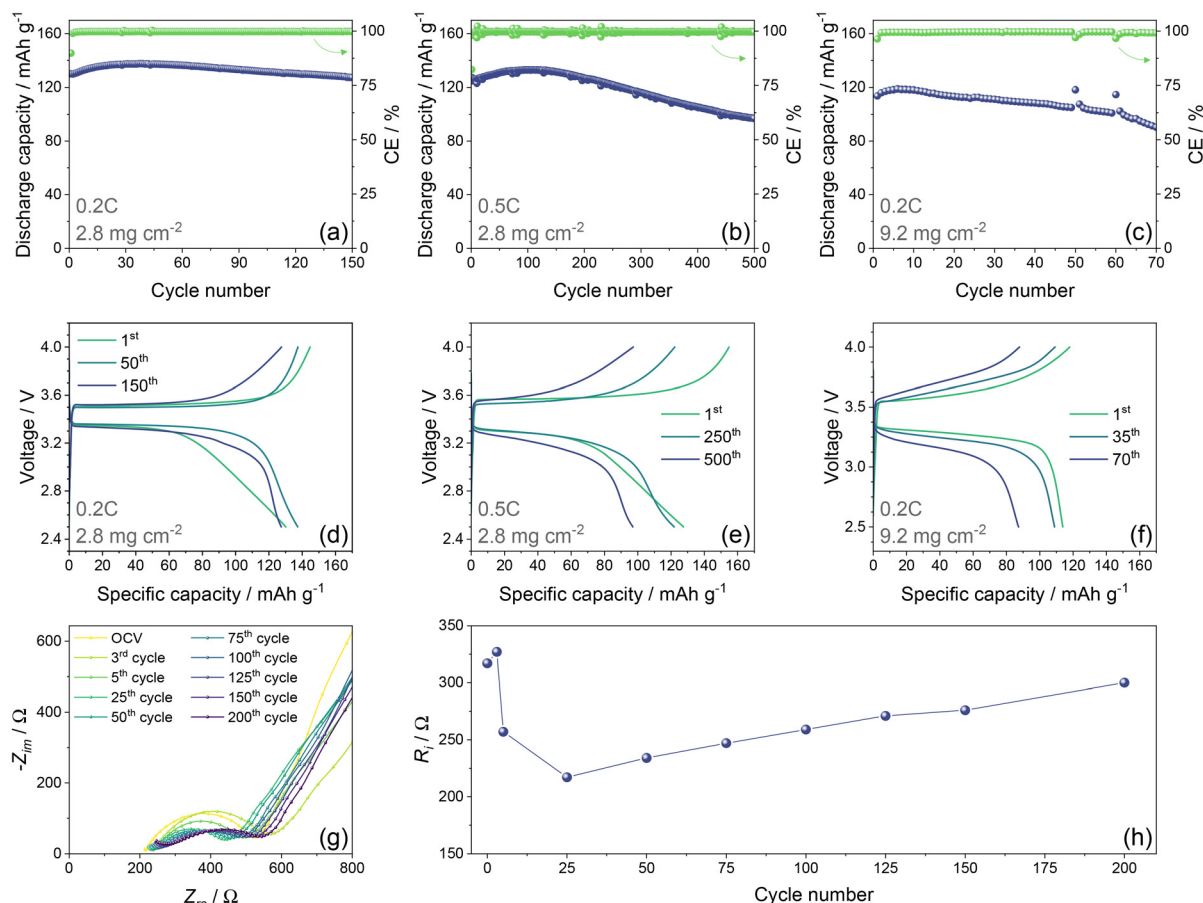 Discharge capacity / mAh g⁻¹
160
120
80
40
0
0 30 60 90 120 150
Cycle number
100
75
50
25
0
CE / %
0.2C
2.8 mg cm⁻²
(a)
Discharge capacity / mAh g⁻¹
160
120
80
40
0
0 100 200 300 400 500
Cycle number
100
75
50
25
0
CE / %
0.5C
2.8 mg cm⁻²
(b)
Discharge capacity / mAh g⁻¹
160
120
80
40
0
0 10 20 30 40 50 60 70
Cycle number
100
75
50
25
0
CE / %
0.2C
9.2 mg cm⁻²
(c)
Voltage / V
4.0
3.6
3.2
2.8
2.4
1ˢᵗ
50ᵗʰ
150ᵗʰ
0.2C
2.8 mg cm⁻²
(d)
0 20 40 60 80 100 120 140 160
Specific capacity / mAh g⁻¹
Voltage / V
4.0
3.6
3.2
2.8
2.4
1ˢᵗ
250ᵗʰ
500ᵗʰ
0.5C
2.8 mg cm⁻²
(e)
0 20 40 60 80 100 120 140 160
Specific capacity / mAh g⁻¹
Voltage / V
4.0
3.5
3.0
2.5
1ˢᵗ
35ᵗʰ
70ᵗʰ
0.2C
9.2 mg cm⁻²
(f)
0 20 40 60 80 100 120 140 160
Specific capacity / mAh g⁻¹
-Zim / Ω
600
400
200
0
OCV
3ʳᵈ cycle
5ᵗʰ cycle
25ᵗʰ cycle
50ᵗʰ cycle
75ᵗʰ cycle
100ᵗʰ cycle
125ᵗʰ cycle
150ᵗʰ cycle
200ᵗʰ cycle
(g)
0 200 400 600 800
Zre / Ω
Ri / Ω
350
300
250
200
150
(h)
0 25 50 75 100 125 150 200
Cycle number